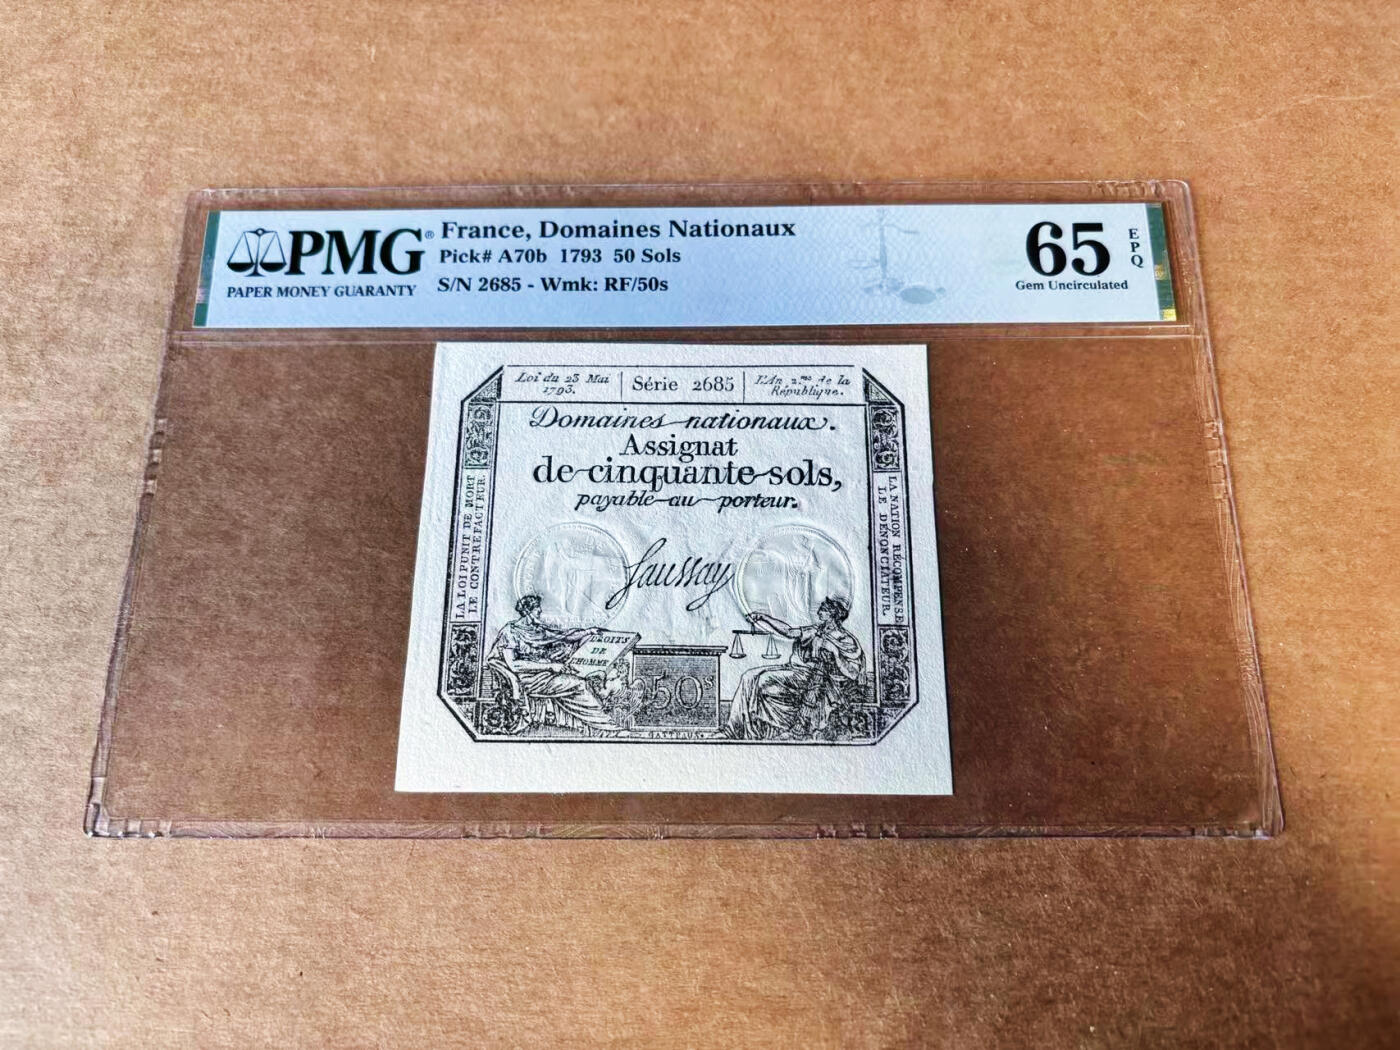 PMG®
PAPER MONEY GUARANTY
France, Domaines Nationaux
Pick# A70b 1793 50 Sols
S/N 2685 - Wmk: RF/50s
65
EPQ
Gem Uncirculated
Loi du 23 Mai
1793.
Série 2685
L'An 2.me de la
République.
Domaines nationaux.
Assignat
de cinquante sols,
payable au porteur.
LA LOI PUNIT DE MORT
LE CONTREFACTEUR.
LA NATION RÉCOMPENSE
LE DÉNONCIATEUR.
Saussay
DROITS
DE
L'HOMME
50s
GATTEAUX